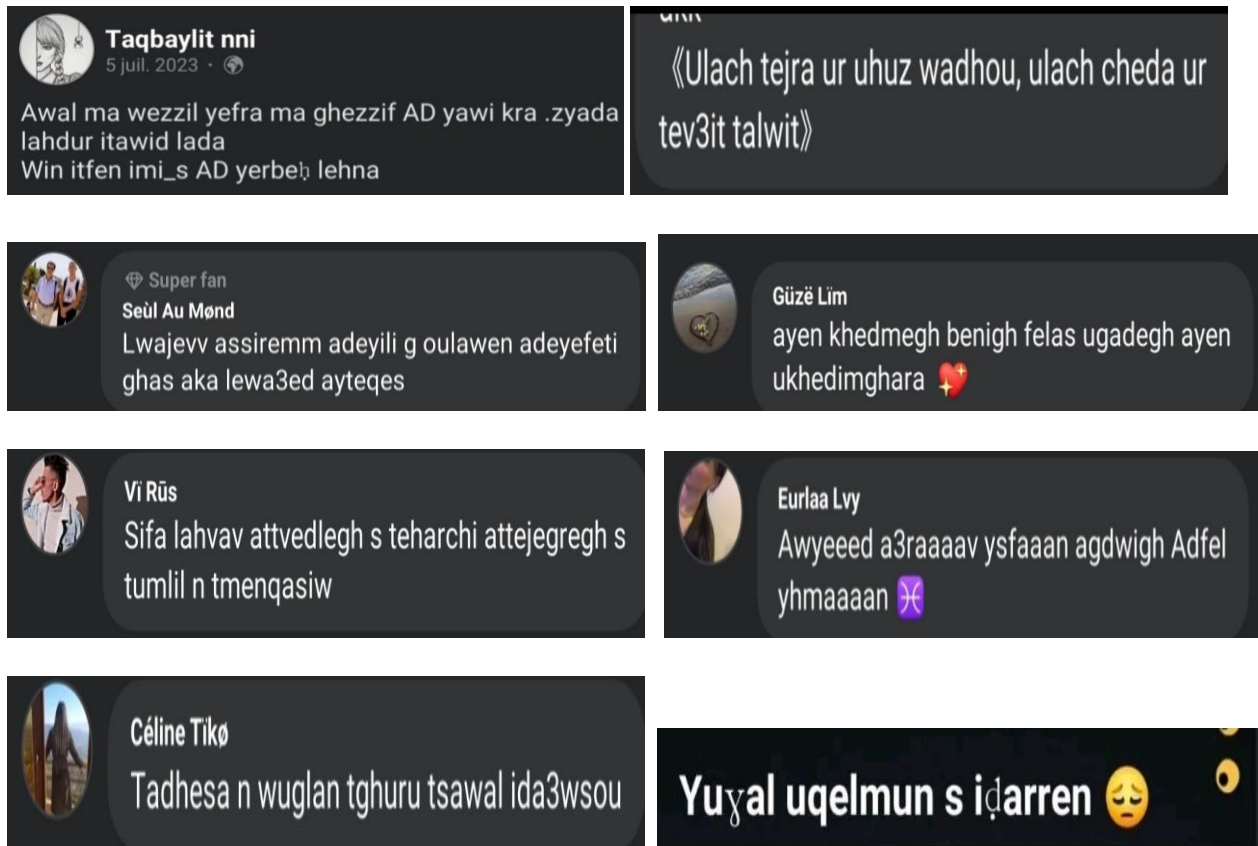 Taqbaylit nni
5 juil. 2023 ·
Awal ma wezzil yefra ma ghezzif AD yawi kra .zyada
lahdur itawid lada
Win itfen imi_s AD yerbeḥ lehna
《Ulach tejra ur uhuz wadhou, ulach cheda ur
tev3it talwit》
Super fan
Seùl Au Mønd
Lwajevv assiremm adeyili g oulawen adeyefeti
ghas aka lewa3ed ayteqes
Güzë Lïm
ayen khedmegh benigh felas ugadegh ayen
ukhedimghara 💖
Vï Rūs
Sifa lahvav attvedlegh s teharchi attejegregh s
tumlil n tmenqasiw
Eurlaa Lvy
Awyeeed a3raaaav ysfaaan agdwigh Adfel
yhmaaaan ♓
Céline Tïkø
Tadhesa n wuglan tghuru tsawal ida3wsou
Yuɣal uqelmun s iḍarren 😔